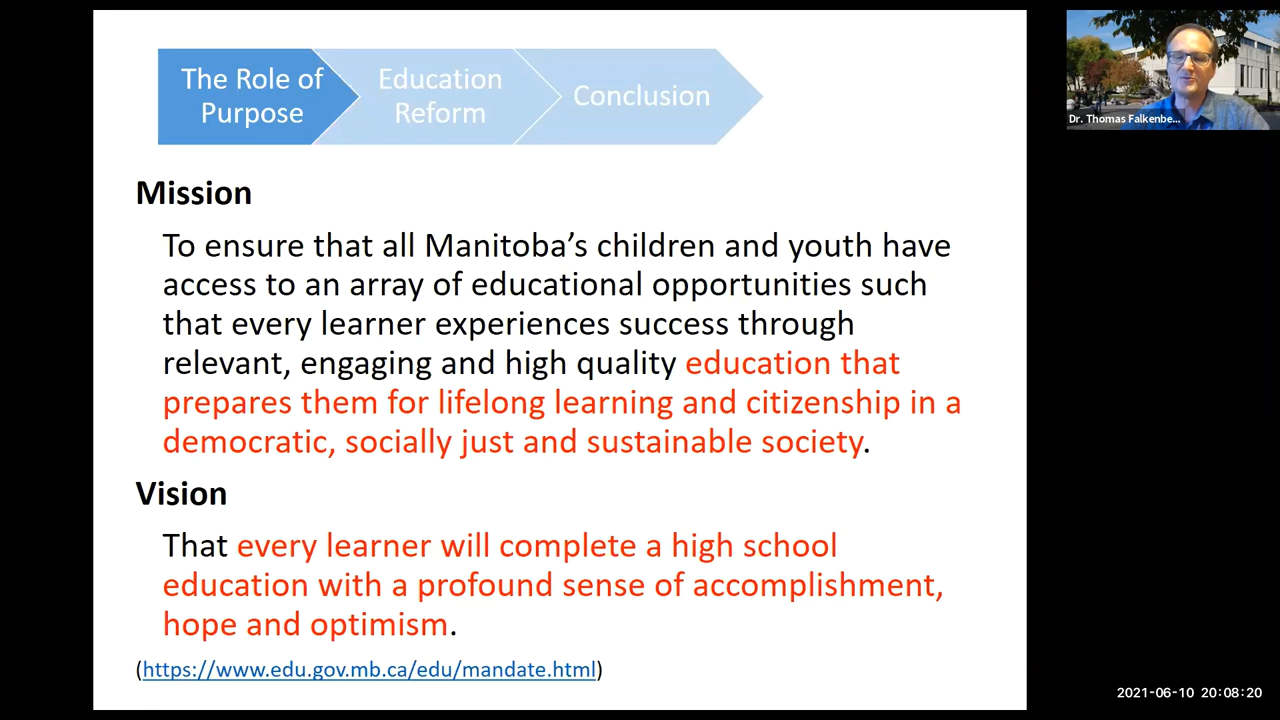 The Role of
Purpose
Education
Reform
Conclusion
Mission
To ensure that all Manitoba’s children and youth have
access to an array of educational opportunities such
that every learner experiences success through
relevant, engaging and high quality education that
prepares them for lifelong learning and citizenship in a
democratic, socially just and sustainable society.
Vision
That every learner will complete a high school
education with a profound sense of accomplishment,
hope and optimism.
(https://www.edu.gov.mb.ca/edu/mandate.html)
Dr. Thomas Falkenbe...
2021-06-10 20:08:20